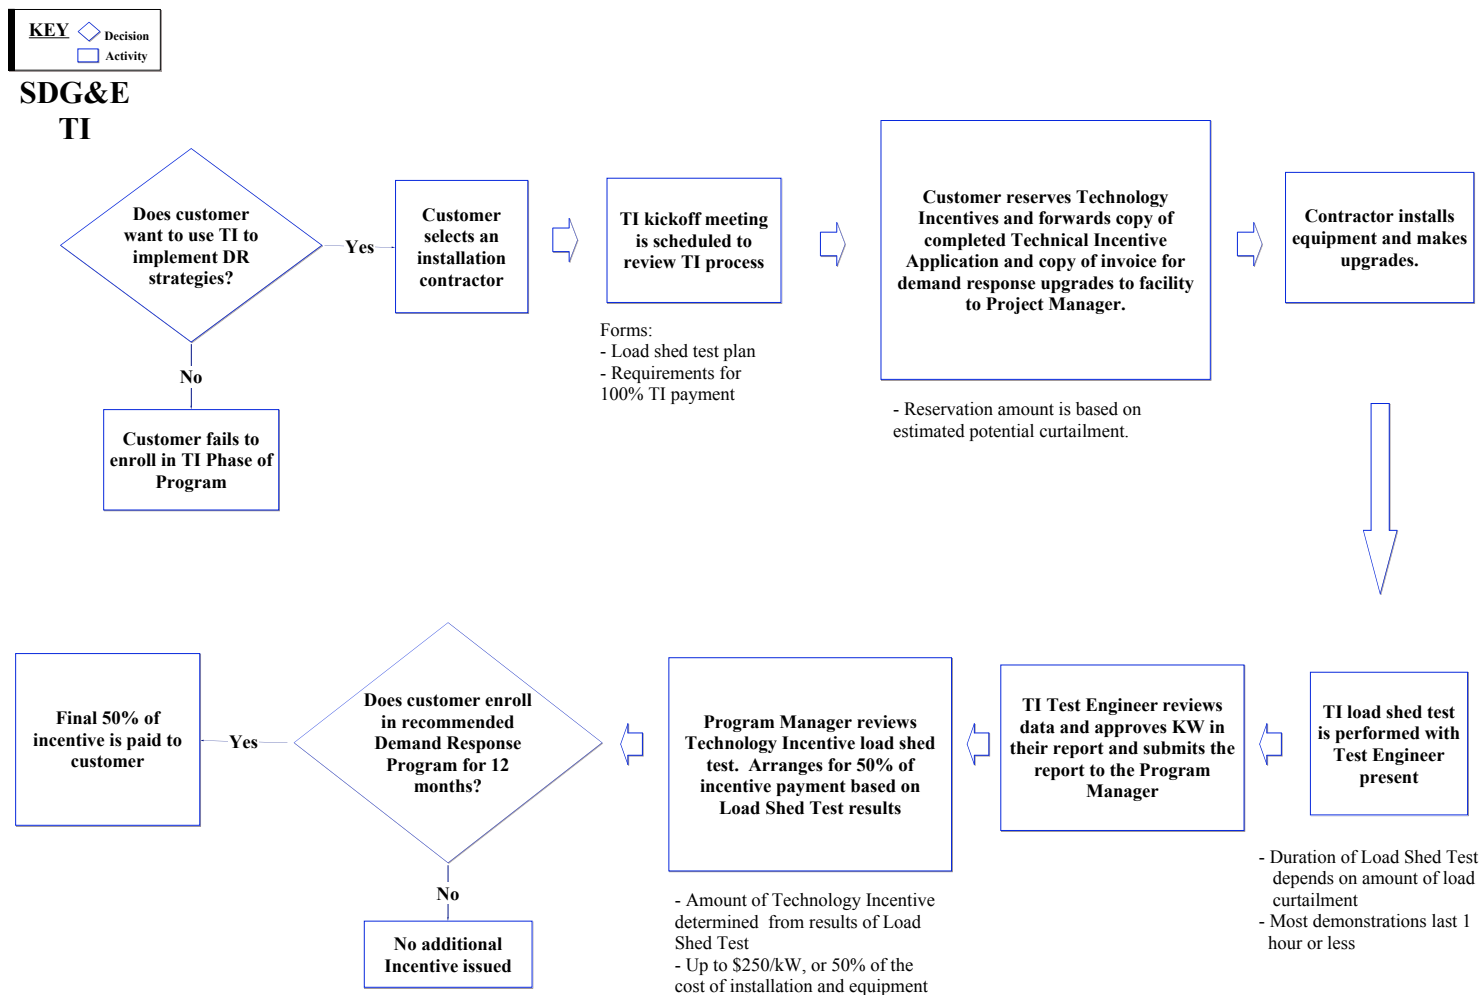 KEY
Decision
Activity
SDG&E
TI
Does customer
want to use TI to
implement DR
strategies?
Yes
No
Customer fails to
enroll in TI Phase of
Program
Customer
selects an
installation
contractor
TI kickoff meeting
is scheduled to
review TI process
Forms:
- Load shed test plan
- Requirements for
100% TI payment
Customer reserves Technology
Incentives and forwards copy of
completed Technical Incentive
Application and copy of invoice for
demand response upgrades to facility
to Project Manager.
- Reservation amount is based on
estimated potential curtailment.
Contractor installs
equipment and makes
upgrades.
TI load shed test
is performed with
Test Engineer
present
- Duration of Load Shed Test
depends on amount of load
curtailment
- Most demonstrations last 1
hour or less
TI Test Engineer reviews
data and approves KW in
their report and submits the
report to the Program
Manager
Program Manager reviews
Technology Incentive load shed
test. Arranges for 50% of
incentive payment based on
Load Shed Test results
- Amount of Technology Incentive
determined from results of Load
Shed Test
- Up to $250/kW, or 50% of the
cost of installation and equipment
Does customer enroll
in recommended
Demand Response
Program for 12
months?
Yes
No
No additional
Incentive issued
Final 50% of
incentive is paid to
customer